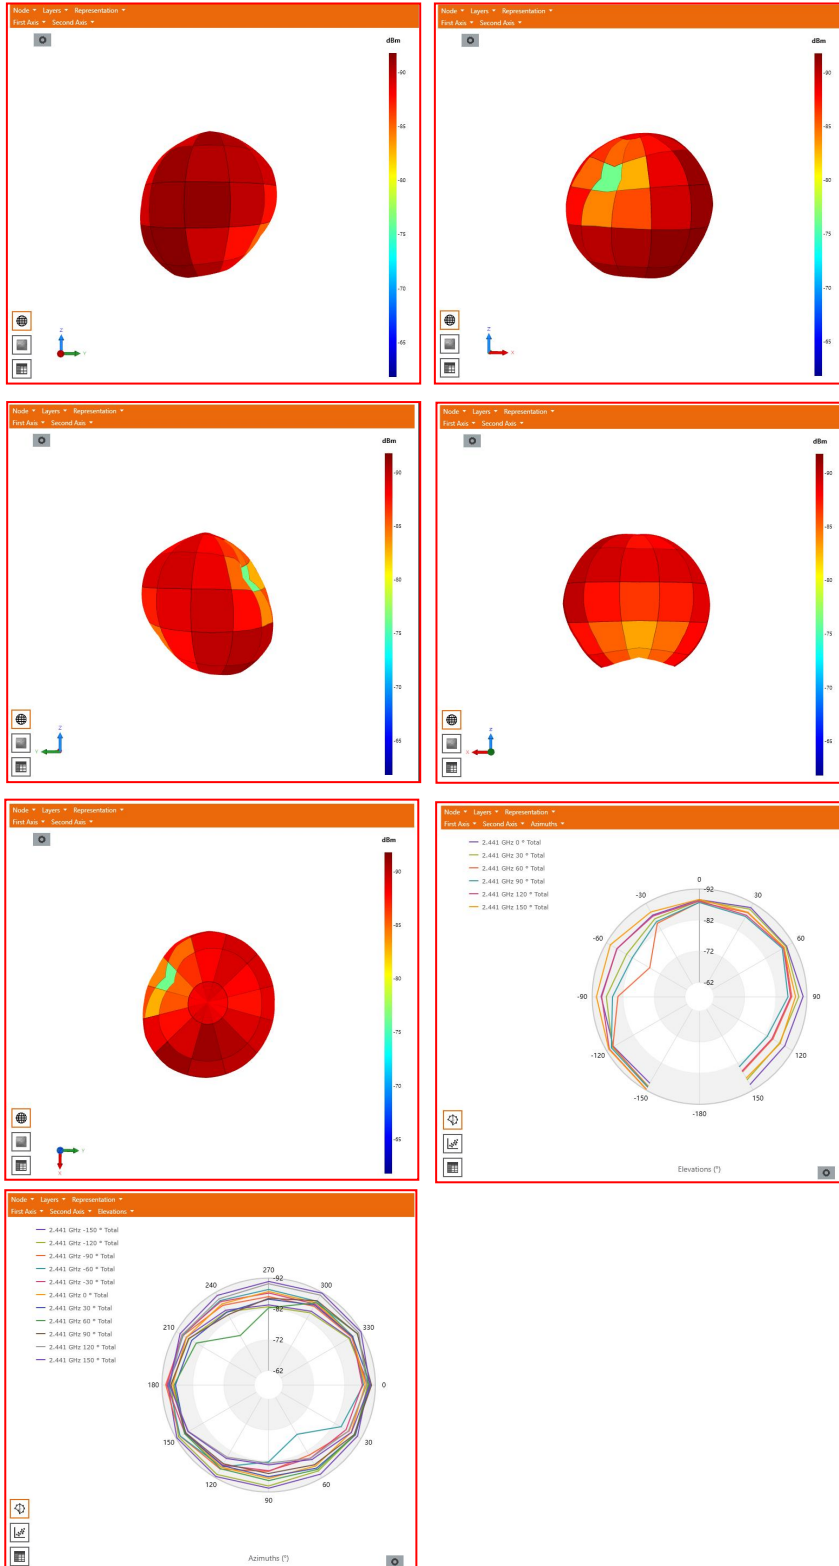 Node Layers Representation
First Axis Second Axis
dBm
-90
-85
-80
-75
-70
-65
Z
Y
Node Layers Representation
First Axis Second Axis
dBm
-90
-85
-80
-75
-70
-65
Z
X
Node Layers Representation
First Axis Second Axis
dBm
-90
-85
-80
-75
-70
-65
Z
Y
Node Layers Representation
First Axis Second Axis
dBm
-90
-85
-80
-75
-70
-65
Z
X
Node Layers Representation
First Axis Second Axis
dBm
-90
-85
-80
-75
-70
-65
Y
X
Node Layers Representation
First Axis Second Axis Azimuths
2.441 GHz 0 ° Total
2.441 GHz 30 ° Total
2.441 GHz 60 ° Total
2.441 GHz 90 ° Total
2.441 GHz 120 ° Total
2.441 GHz 150 ° Total
0
-92
-30
30
-82
-60
60
-72
-62
-90
90
-120
120
-150
150
-180
Elevations (°)
Node Layers Representation
First Axis Second Axis Elevations
2.441 GHz -150 ° Total
2.441 GHz -120 ° Total
2.441 GHz -90 ° Total
2.441 GHz -60 ° Total
2.441 GHz -30 ° Total
2.441 GHz 0 ° Total
2.441 GHz 30 ° Total
2.441 GHz 60 ° Total
2.441 GHz 90 ° Total
2.441 GHz 120 ° Total
2.441 GHz 150 ° Total
270
-92
240
300
-82
210
330
-72
-62
180
0
150
30
120
60
90
Azimuths (°)